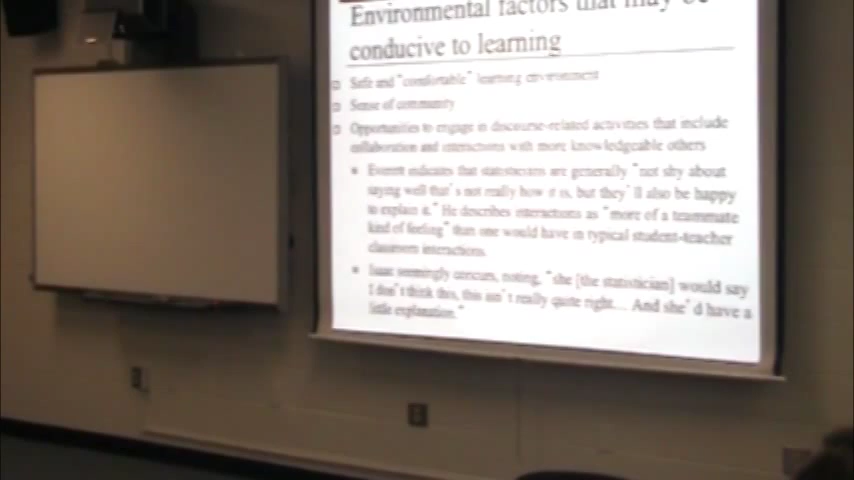 Environmental factors that may be
conducive to learning
Safe and "comfortable" learning environment
Sense of community
Opportunities to engage in discourse-related activities that include
collaboration and interactions with more knowledgeable others
Everett indicates that statisticians are generally "not shy about
saying well that's not really how it is, but they'll also be happy
to explain it." He describes interactions as "more of a teammate
kind of feeling" than one would have in typical student-teacher
classroom interactions.
Isaac seemingly concurs, noting, "she [the statistician] would say
I don't think this, this isn't really quite right… And she'd have a
little explanation."